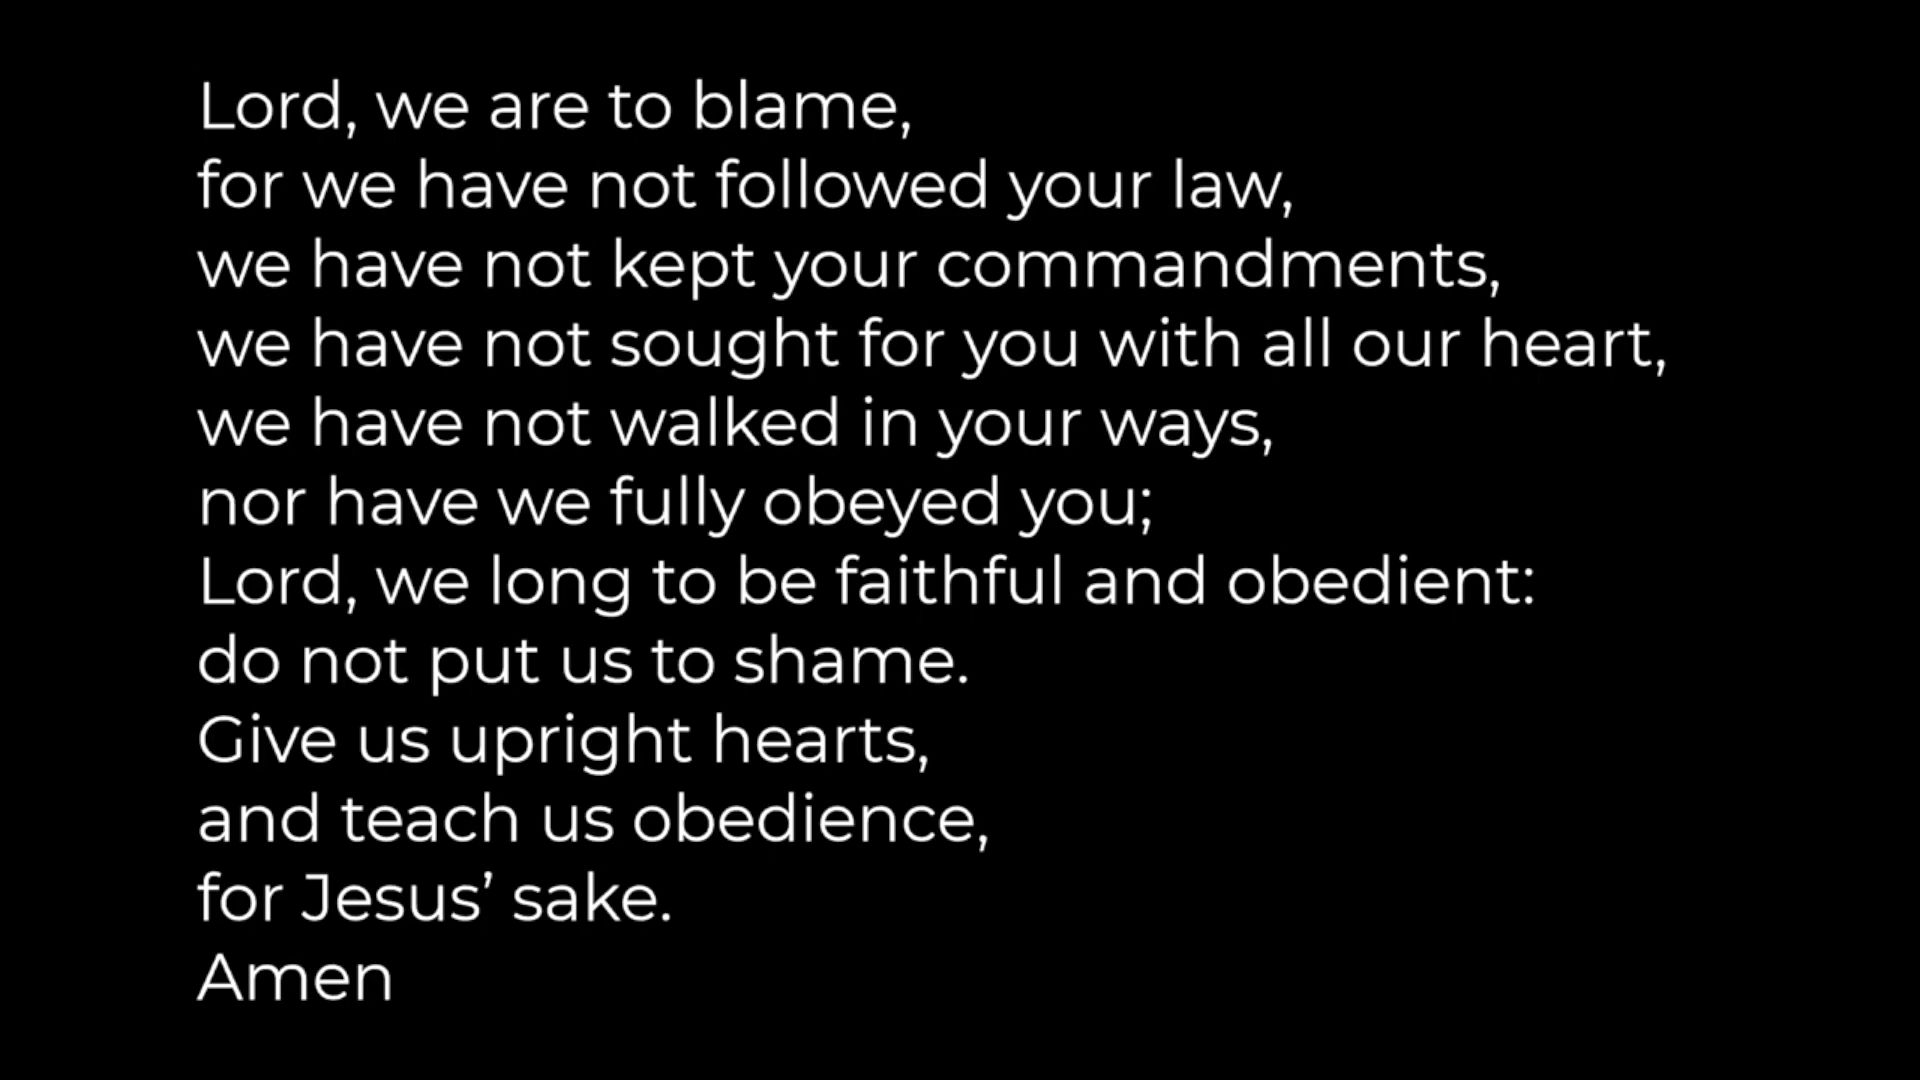 Lord, we are to blame,
for we have not followed your law,
we have not kept your commandments,
we have not sought for you with all our heart,
we have not walked in your ways,
nor have we fully obeyed you;
Lord, we long to be faithful and obedient:
do not put us to shame.
Give us upright hearts,
and teach us obedience,
for Jesus’ sake.
Amen